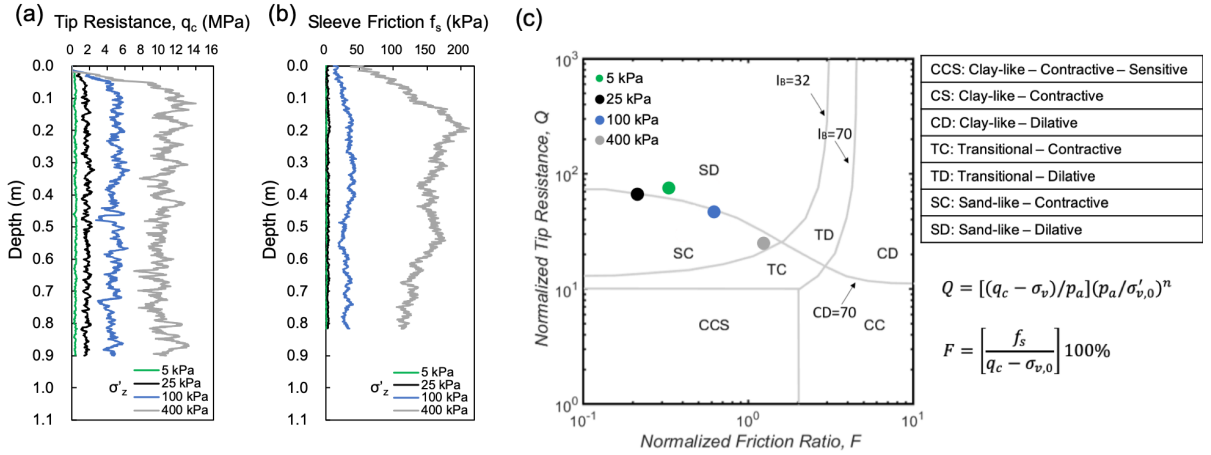 (a)
Tip Resistance, qc (MPa)
0 2 4 6 8 10 12 14 16
Depth (m)
0.0
0.1
0.2
0.3
0.4
0.5
0.6
0.7
0.8
0.9
1.0
1.1
σ'z
5 kPa
25 kPa
100 kPa
400 kPa
(b)
Sleeve Friction fs (kPa)
0 50 100 150 200
Depth (m)
0.0
0.1
0.2
0.3
0.4
0.5
0.6
0.7
0.8
0.9
1.0
1.1
σ'z
5 kPa
25 kPa
100 kPa
400 kPa
(c)
Normalized Tip Resistance, Q
10³
10²
10¹
10⁰
5 kPa
25 kPa
100 kPa
400 kPa
IB=32
IB=70
SD
SC
TD
TC
CD
CD=70
CCS
CC
10⁻¹ 10⁰ 10¹
Normalized Friction Ratio, F
CCS: Clay-like – Contractive – Sensitive
CS: Clay-like – Contractive
CD: Clay-like – Dilative
TC: Transitional – Contractive
TD: Transitional – Dilative
SC: Sand-like – Contractive
SD: Sand-like – Dilative
Q = [(qc − σv)/pa](pa/σ′v,0)ⁿ
F = [fs / (qc − σv,0)] 100%